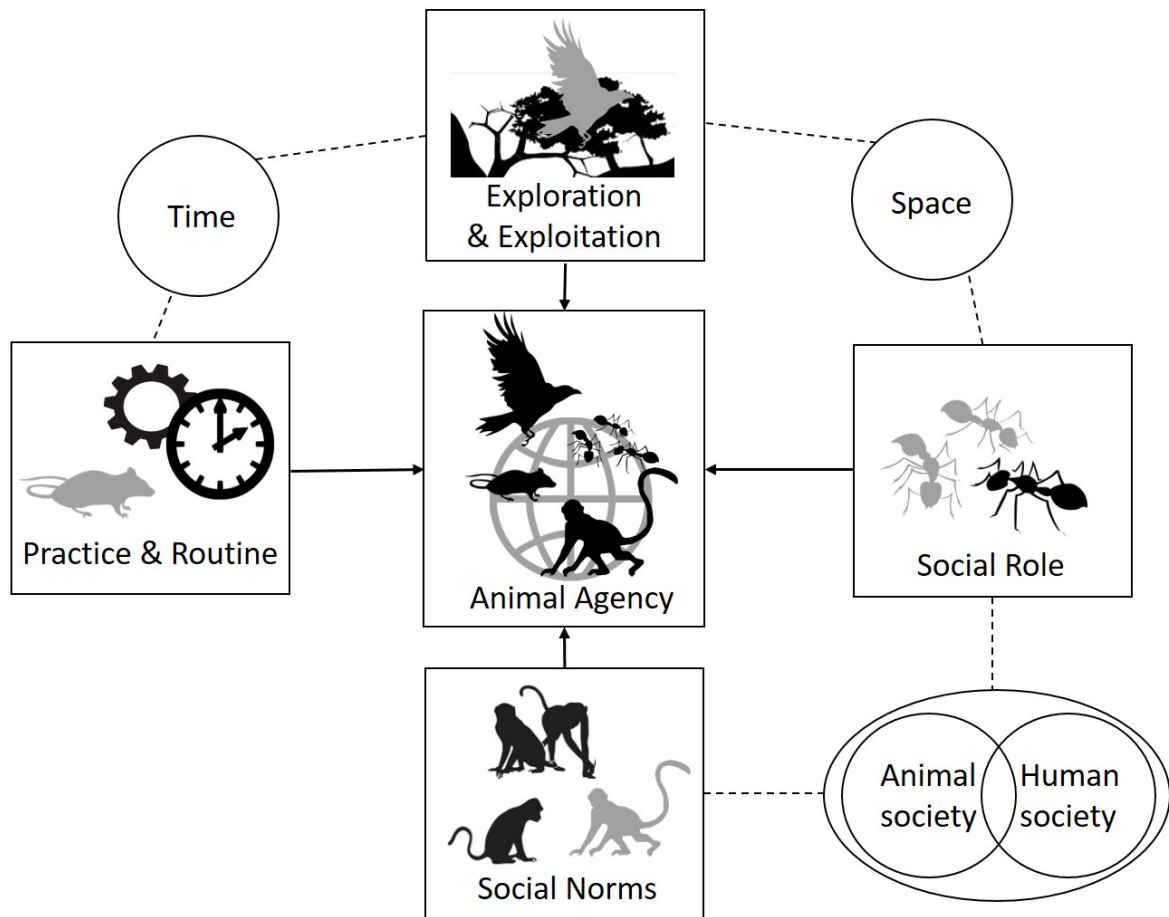 Exploration
& Exploitation
Time
Space
Practice & Routine
Animal Agency
Social Role
Social Norms
Animal
society
Human
society